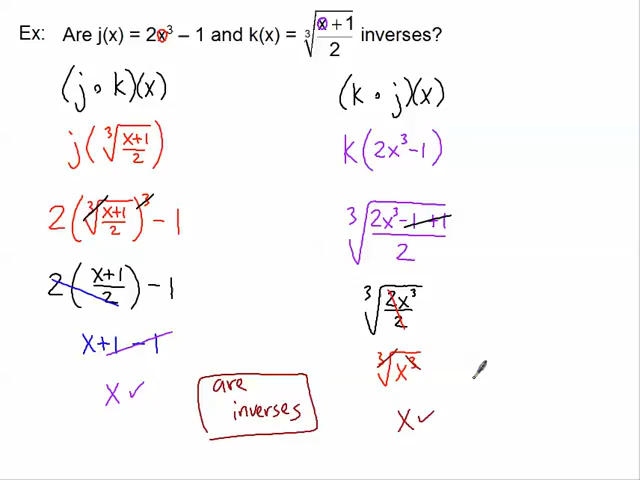 Ex: Are j(x) = 2x³ – 1 and k(x) = ∛((x + 1)/2) inverses?
(j ∘ k)(x)
j(∛((x+1)/2))
2(∛((x+1)/2))³ – 1
2((x+1)/2) – 1
x+1 –1
x ✓
(k ∘ j)(x)
k(2x³–1)
∛((2x³–1+1)/2)
∛(2x³/2)
∛(x³)
x ✓
are
inverses